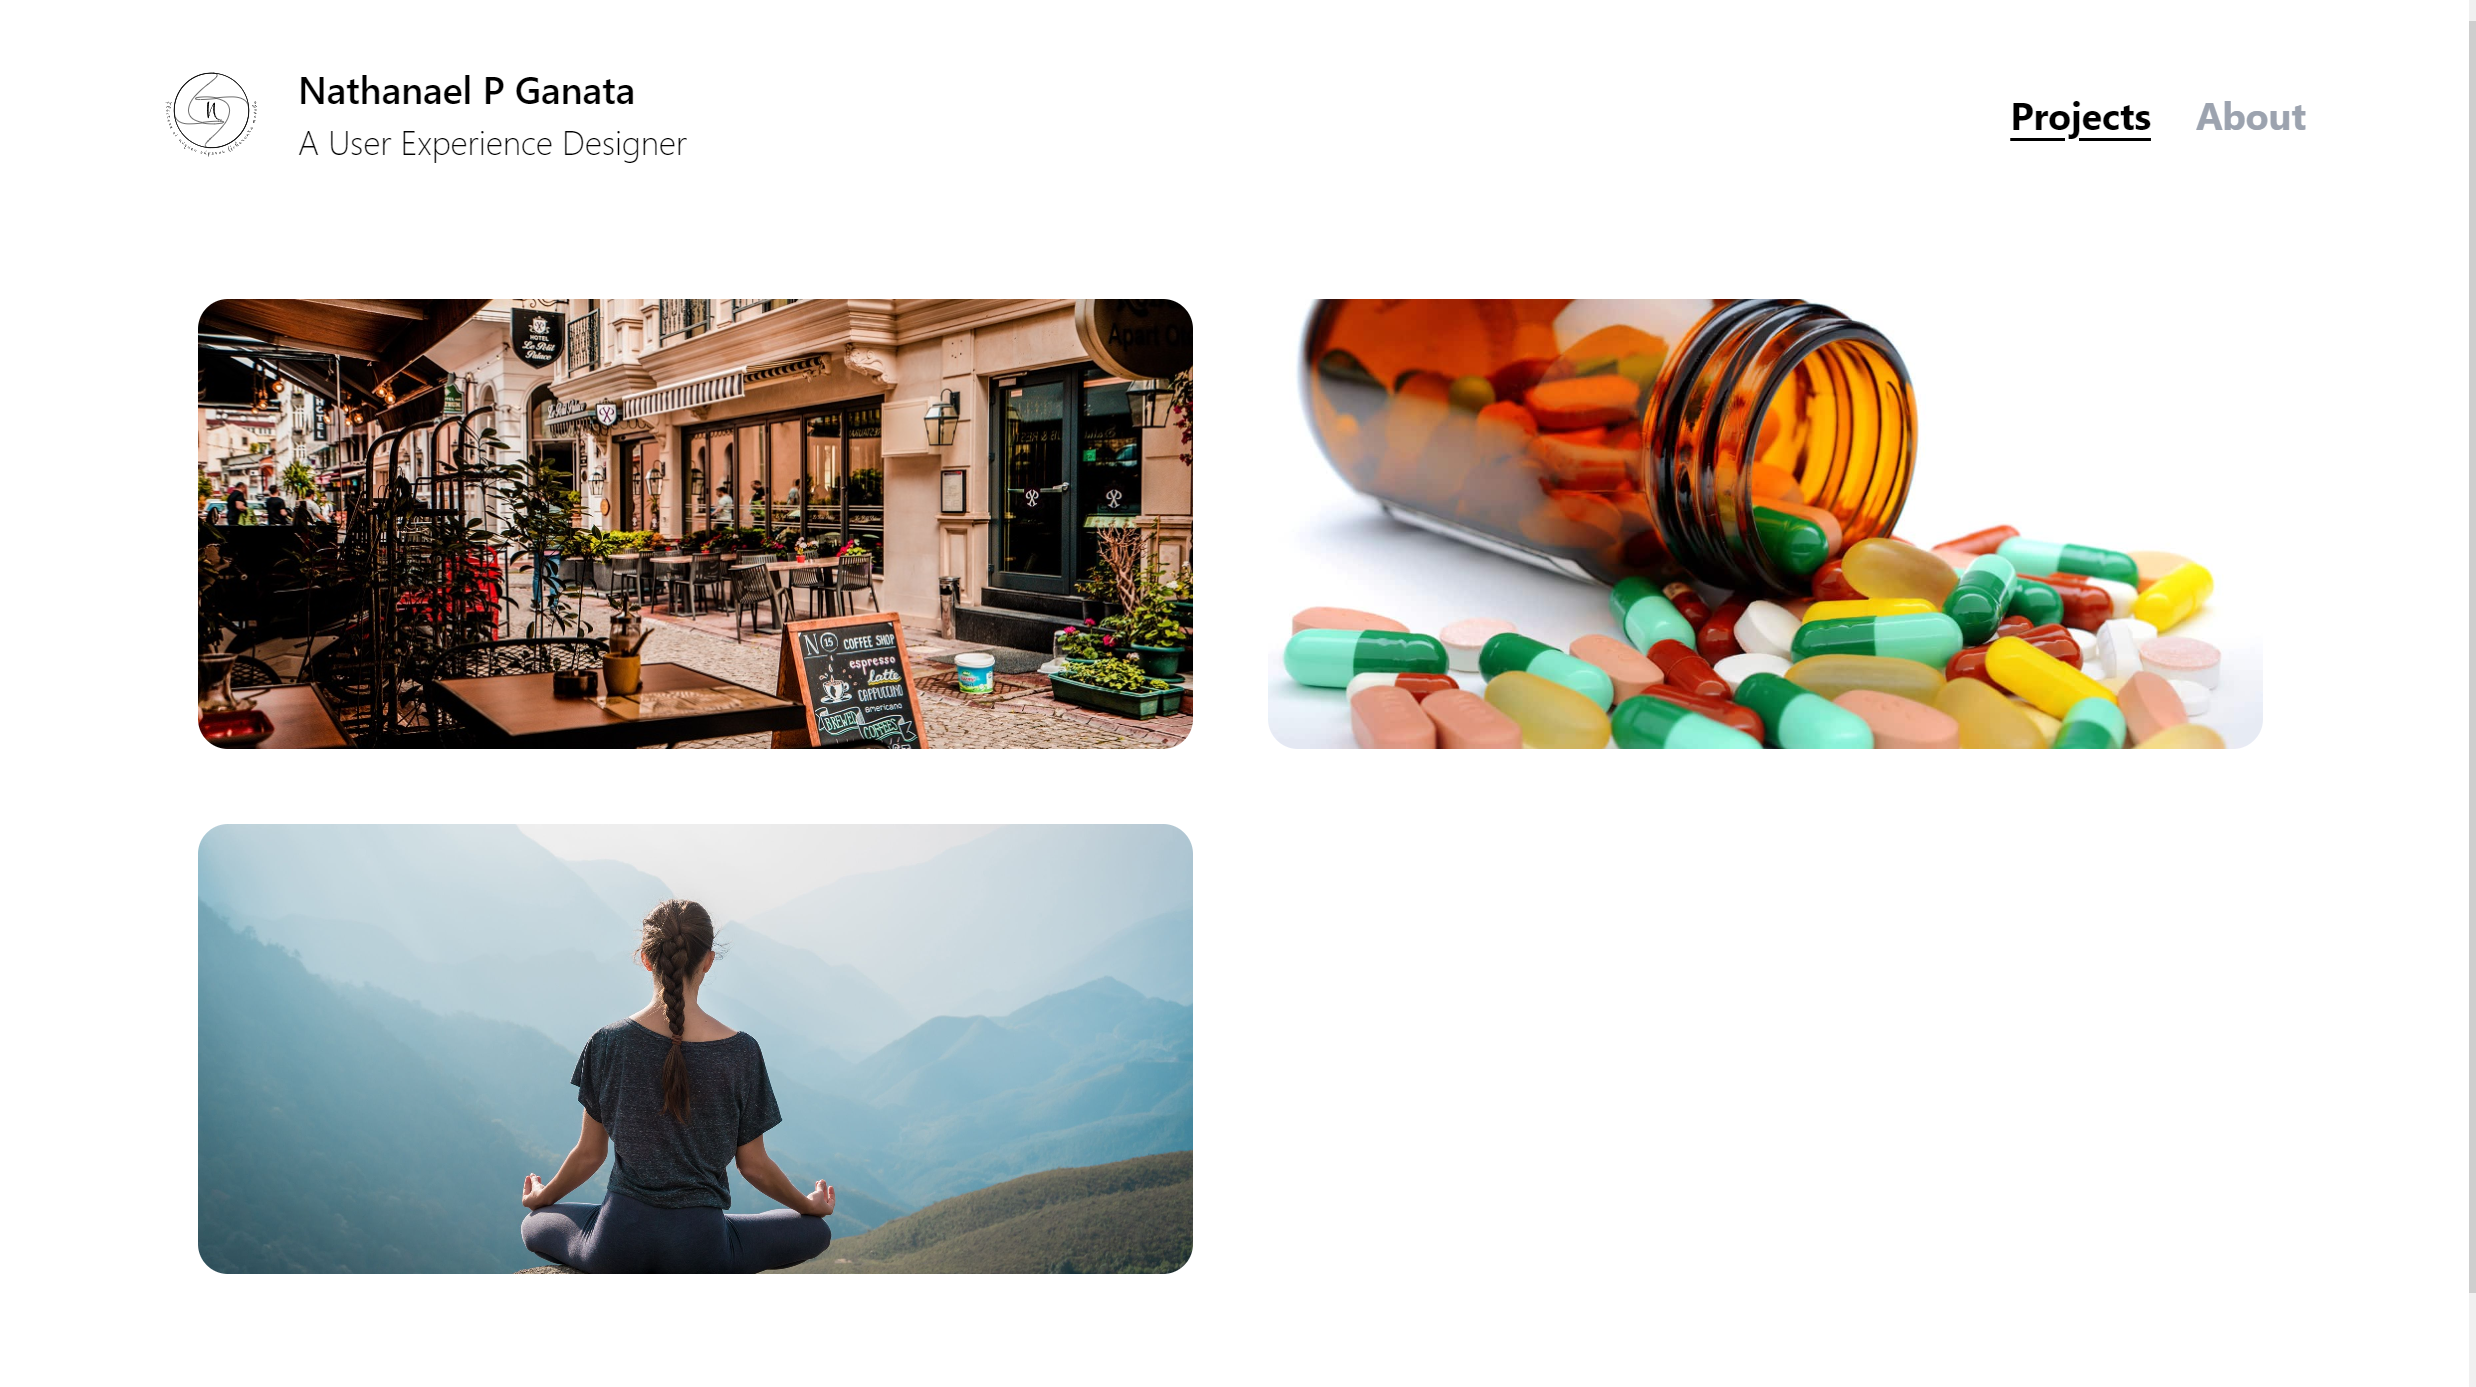 Nathanael P Ganata
A User Experience Designer
Projects
About
HOTEL
Le Petit
Palace
Apart
N 15 COFFEE SHOP
espresso
latte
CAPPUCCINO
americano
BREWED
COFFEES
n